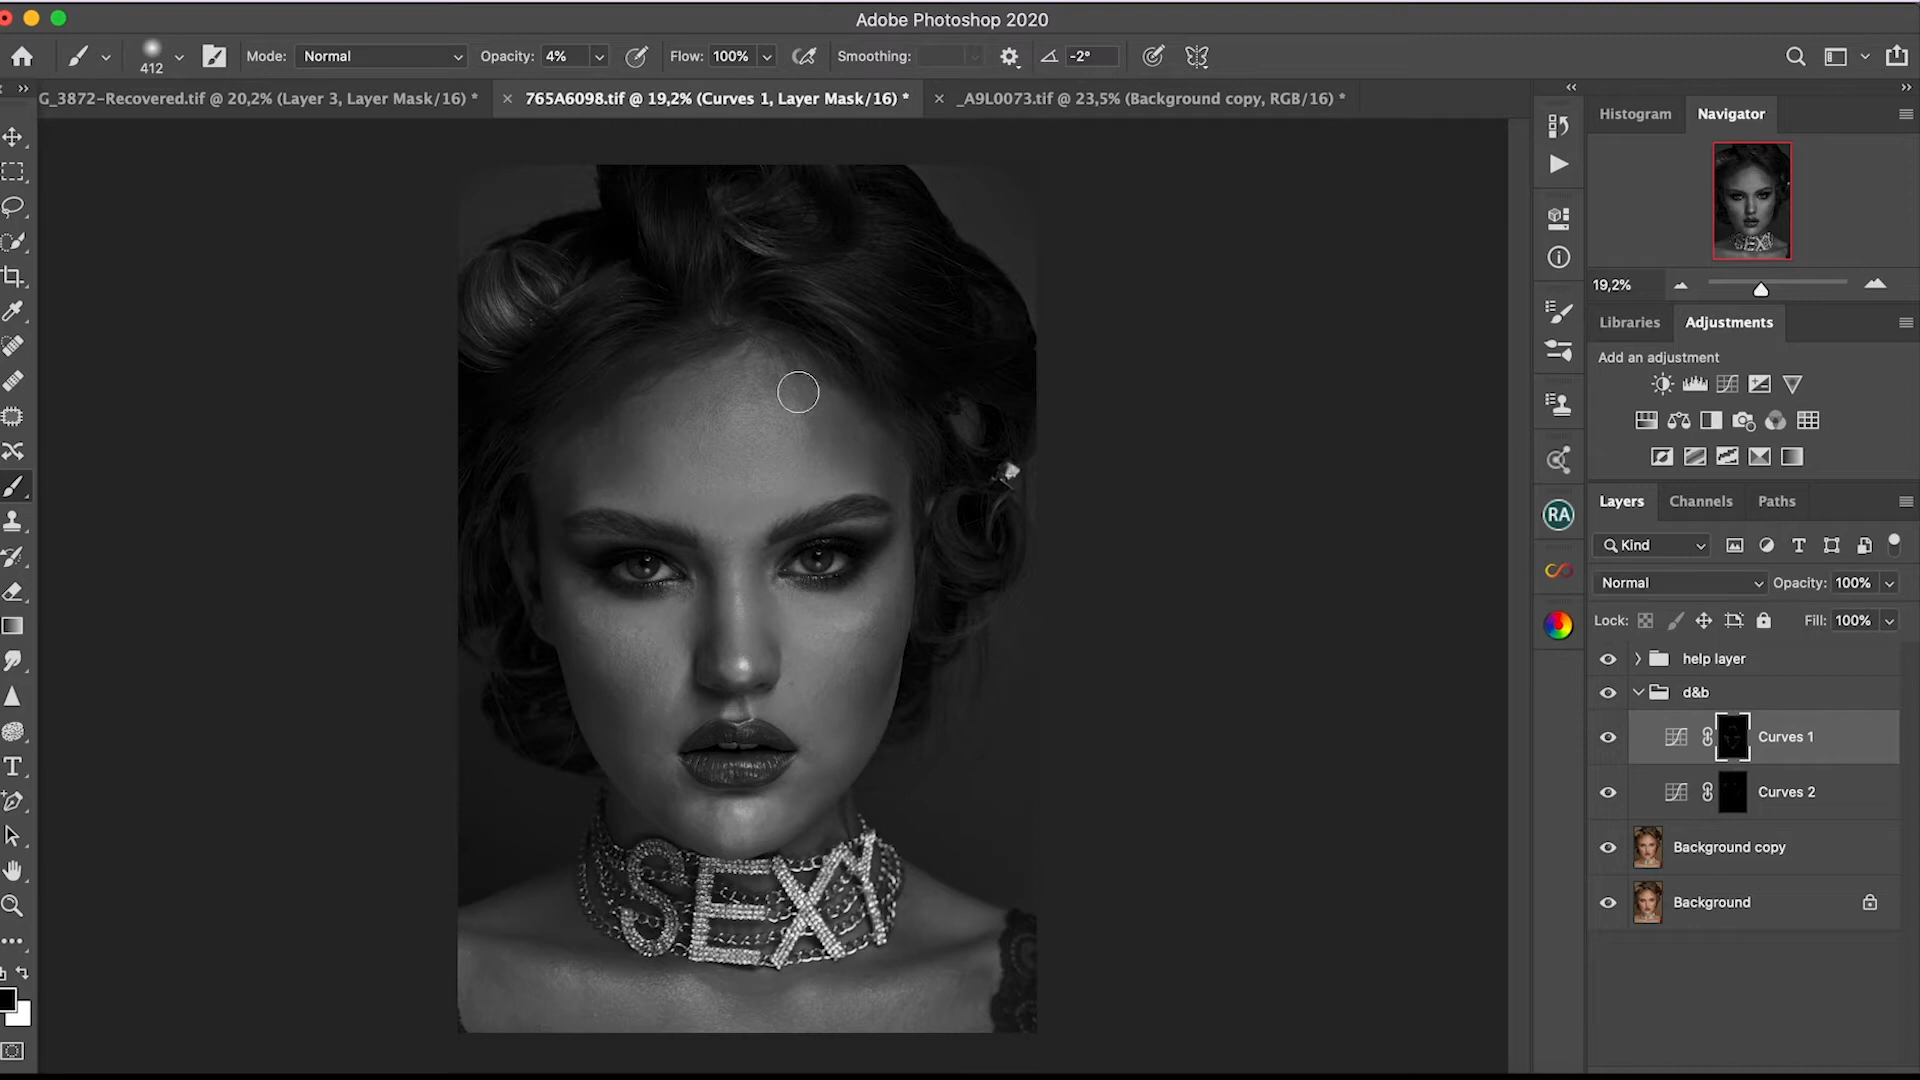 Adobe Photoshop 2020
412
Mode: Normal
Opacity: 4%
Flow: 100%
Smoothing:
-2°
G_3872-Recovered.tif @ 20,2% (Layer 3, Layer Mask/16) *
765A6098.tif @ 19,2% (Curves 1, Layer Mask/16) *
_A9L0073.tif @ 23,5% (Background copy, RGB/16) *
Histogram
Navigator
SEXY
19,2%
Libraries
Adjustments
Add an adjustment
RA
Layers
Channels
Paths
Kind
Normal
Opacity: 100%
Lock:
Fill: 100%
help layer
d&b
Curves 1
Curves 2
Background copy
Background
SEXY